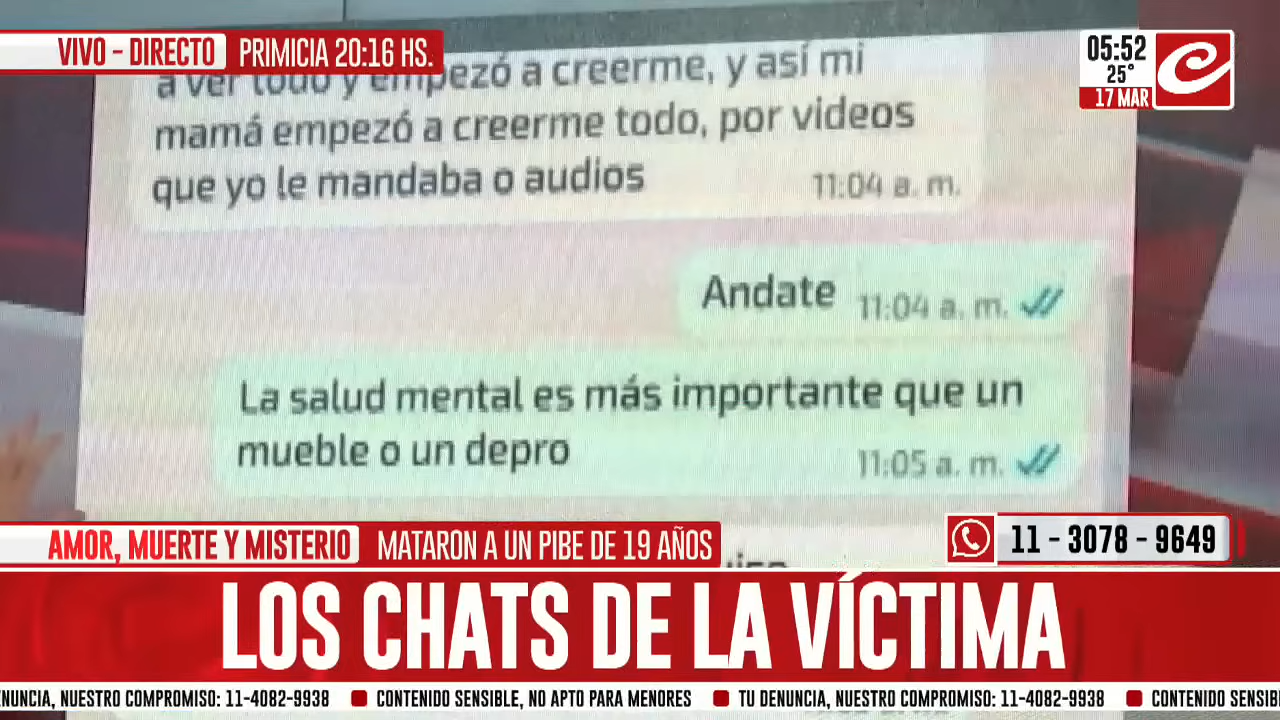 VIVO - DIRECTO PRIMICIA 20:16 HS.
05:52
25°
17 MAR
a ver todo y empezó a creerme, y así mi
mamá empezó a creerme todo, por videos
que yo le mandaba o audios
11:04 a. m.
Andate 11:04 a. m.
La salud mental es más importante que un
mueble o un depro
11:05 a. m.
AMOR, MUERTE Y MISTERIO MATARON A UN PIBE DE 19 AÑOS
11 - 3078 - 9649
LOS CHATS DE LA VÍCTIMA
NUNCIA, NUESTRO COMPROMISO: 11-4082-9938 CONTENIDO SENSIBLE, NO APTO PARA MENORES TU DENUNCIA, NUESTRO COMPROMISO: 11-4082-9938 CONTENIDO SENSIB